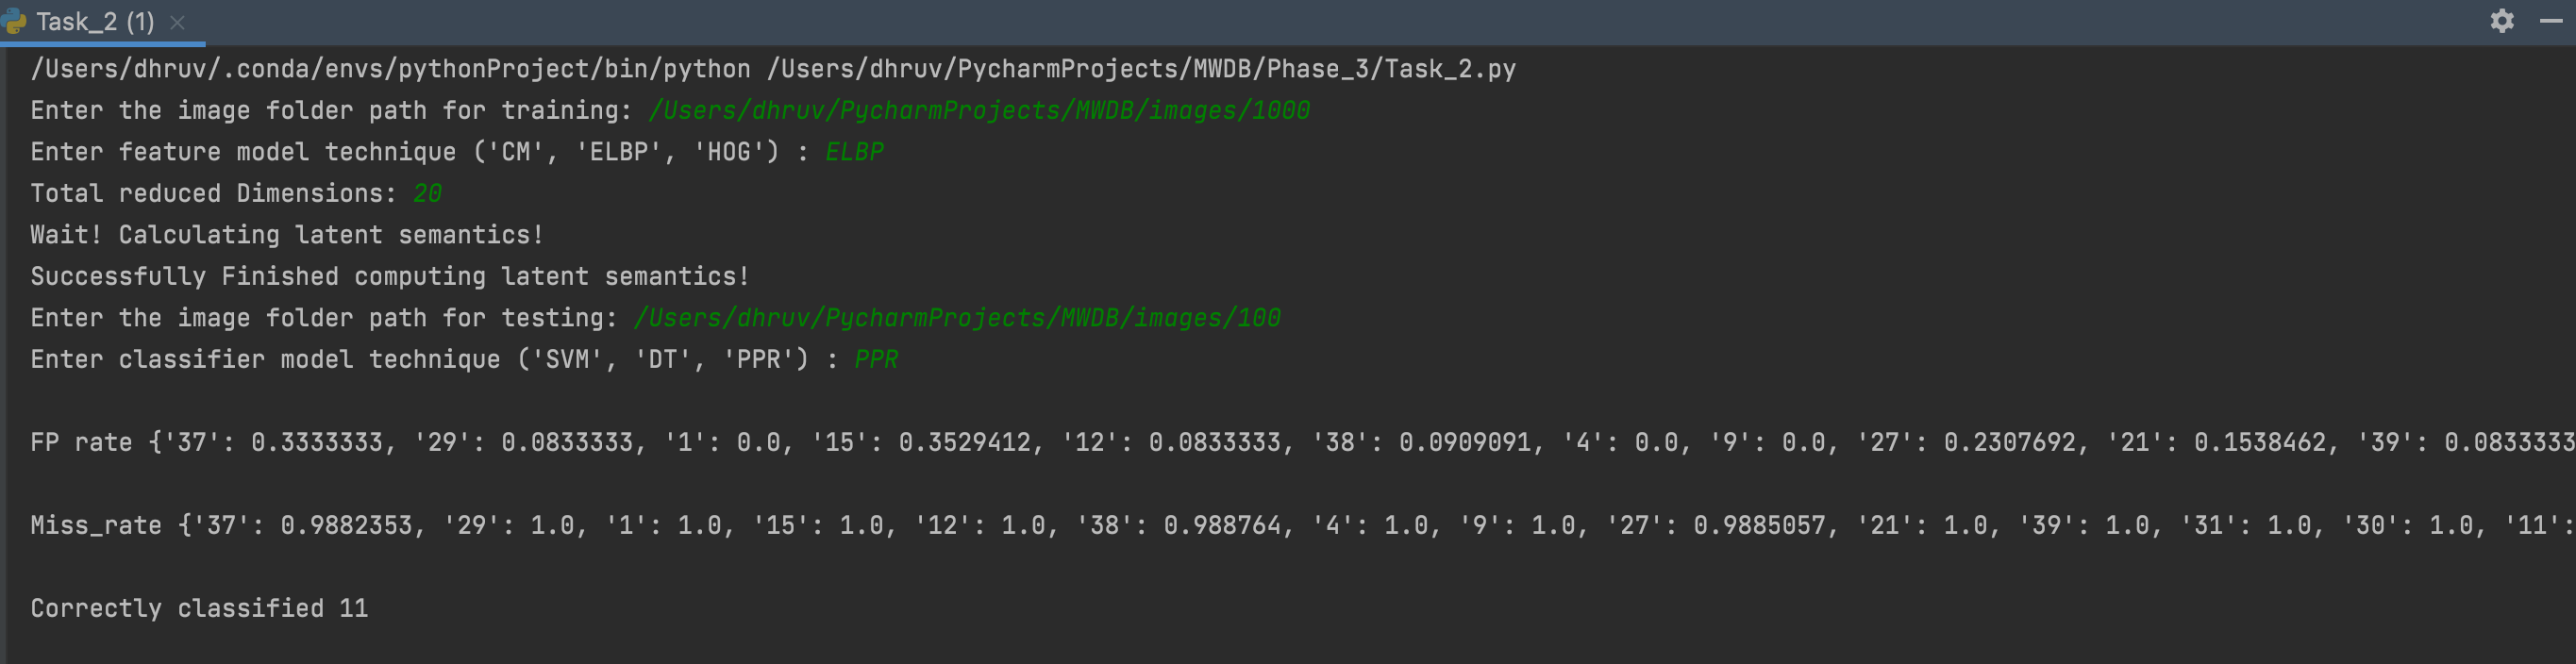 Task_2 (1)
/Users/dhruv/.conda/envs/pythonProject/bin/python /Users/dhruv/PycharmProjects/MWDB/Phase_3/Task_2.py
Enter the image folder path for training: /Users/dhruv/PycharmProjects/MWDB/images/1000
Enter feature model technique ('CM', 'ELBP', 'HOG') : ELBP
Total reduced Dimensions: 20
Wait! Calculating latent semantics!
Successfully Finished computing latent semantics!
Enter the image folder path for testing: /Users/dhruv/PycharmProjects/MWDB/images/100
Enter classifier model technique ('SVM', 'DT', 'PPR') : PPR
FP rate {'37': 0.3333333, '29': 0.0833333, '1': 0.0, '15': 0.3529412, '12': 0.0833333, '38': 0.0909091, '4': 0.0, '9': 0.0, '27': 0.2307692, '21': 0.1538462, '39': 0.0833333
Miss_rate {'37': 0.9882353, '29': 1.0, '1': 1.0, '15': 1.0, '12': 1.0, '38': 0.988764, '4': 1.0, '9': 1.0, '27': 0.9885057, '21': 1.0, '39': 1.0, '31': 1.0, '30': 1.0, '11':
Correctly classified 11